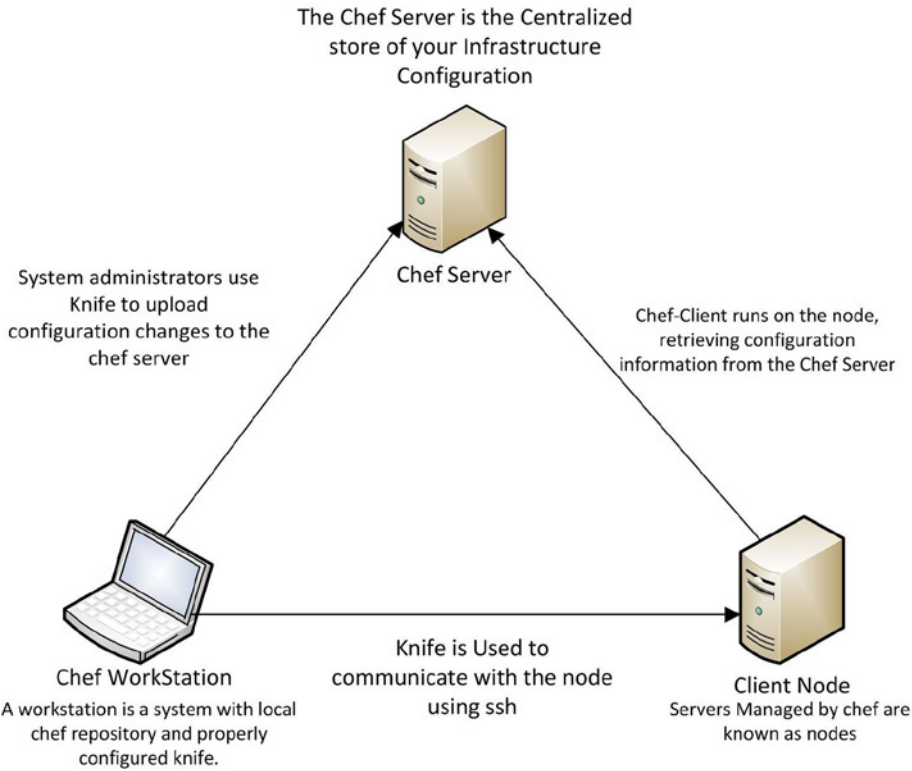 The Chef Server is the Centralized
store of your Infrastructure
Configuration
Chef Server
System administrators use
Knife to upload
configuration changes to the
chef server
Chef-Client runs on the node,
retrieving configuration
information from the Chef Server
Chef WorkStation
A workstation is a system with local
chef repository and properly
configured knife.
Knife is Used to
communicate with the node
using ssh
Client Node
Servers Managed by chef are
known as nodes